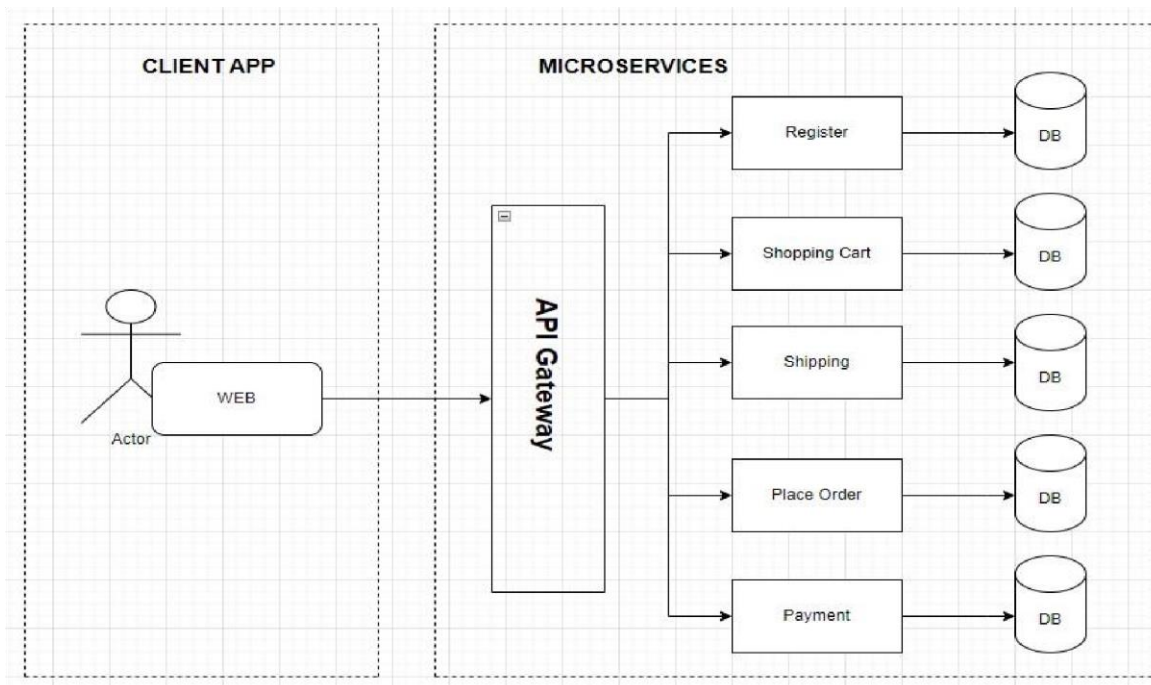 CLIENT APP
MICROSERVICES
Register
DB
Shopping Cart
DB
API Gateway
Shipping
DB
WEB
Actor
Place Order
DB
Payment
DB